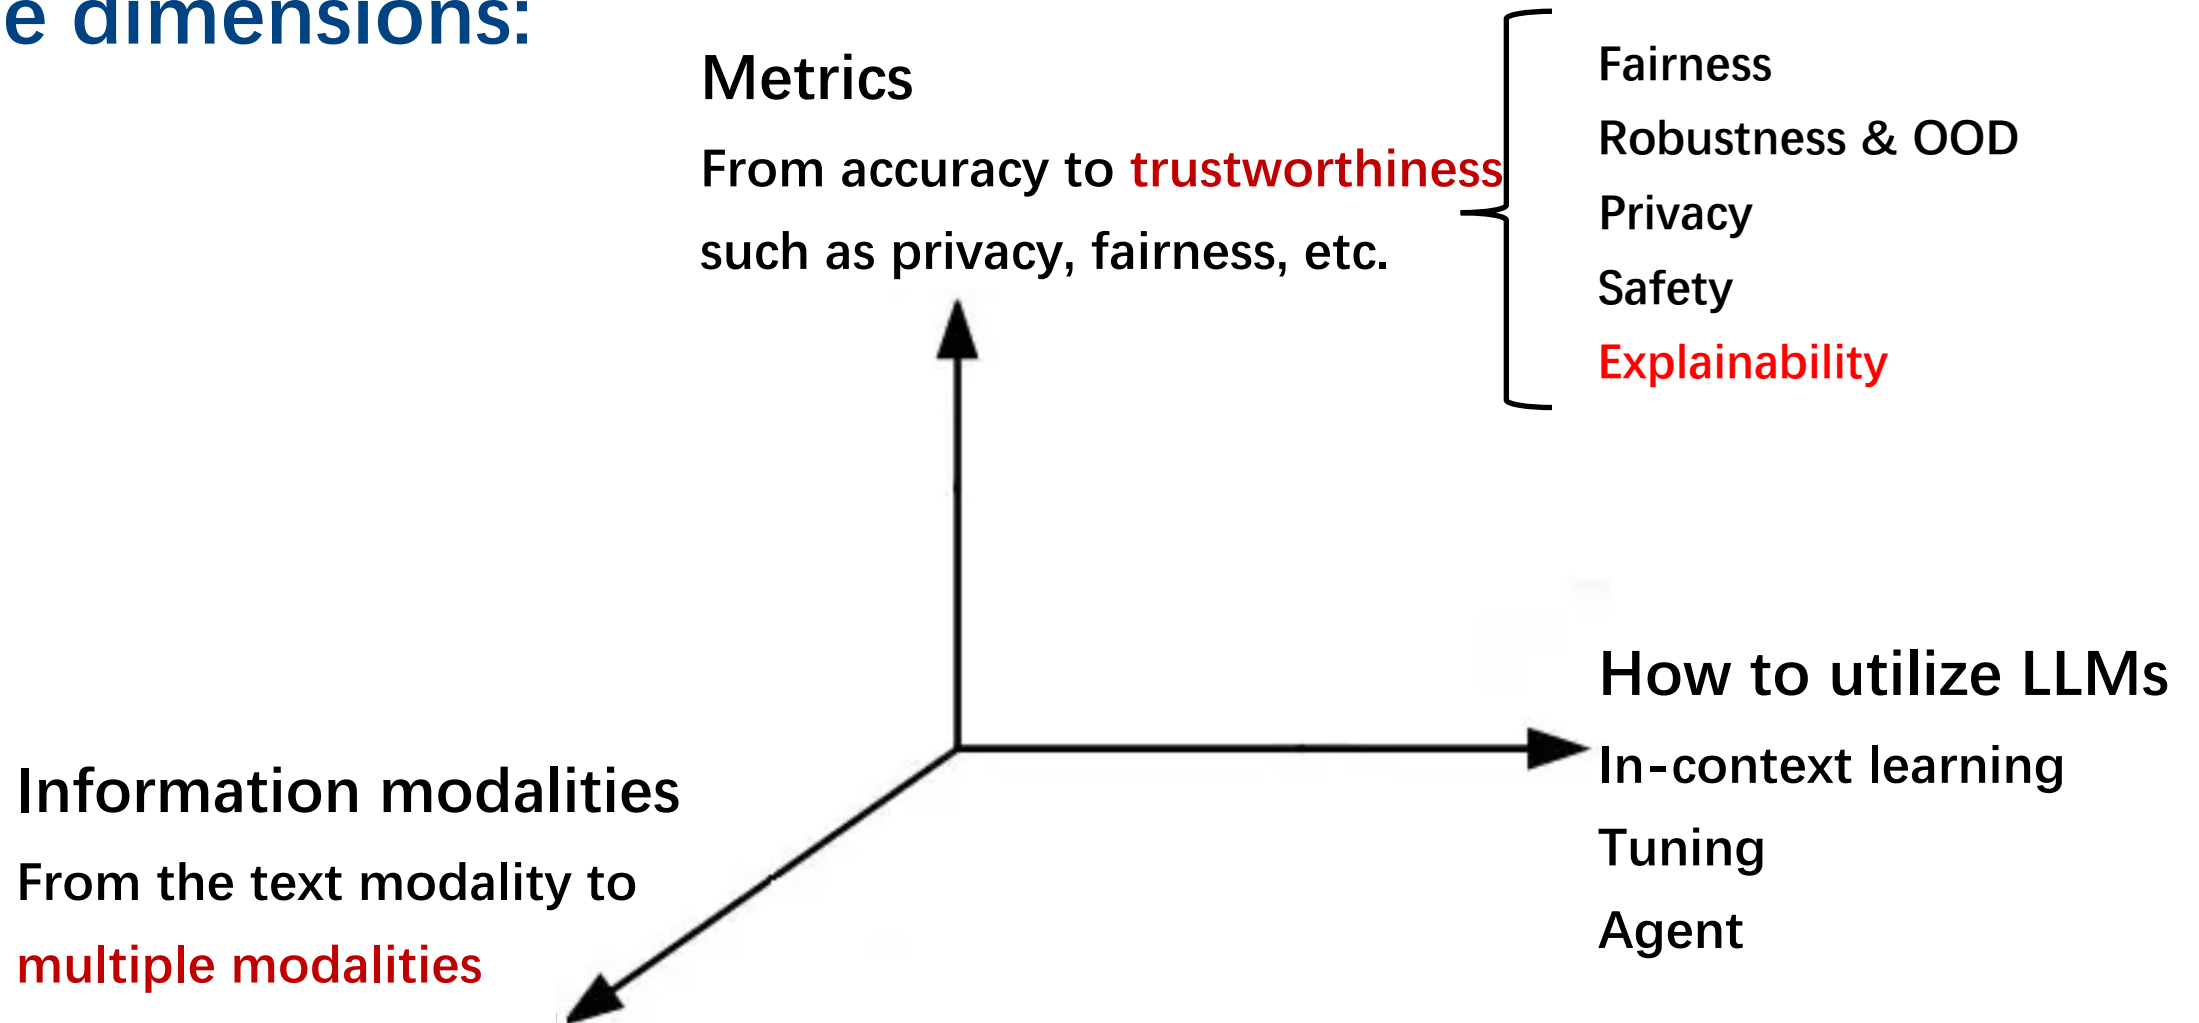 e dimensions:
Metrics
From accuracy to trustworthiness
such as privacy, fairness, etc.
Fairness
Robustness & OOD
Privacy
Safety
Explainability
How to utilize LLMs
In-context learning
Tuning
Agent
Information modalities
From the text modality to
multiple modalities